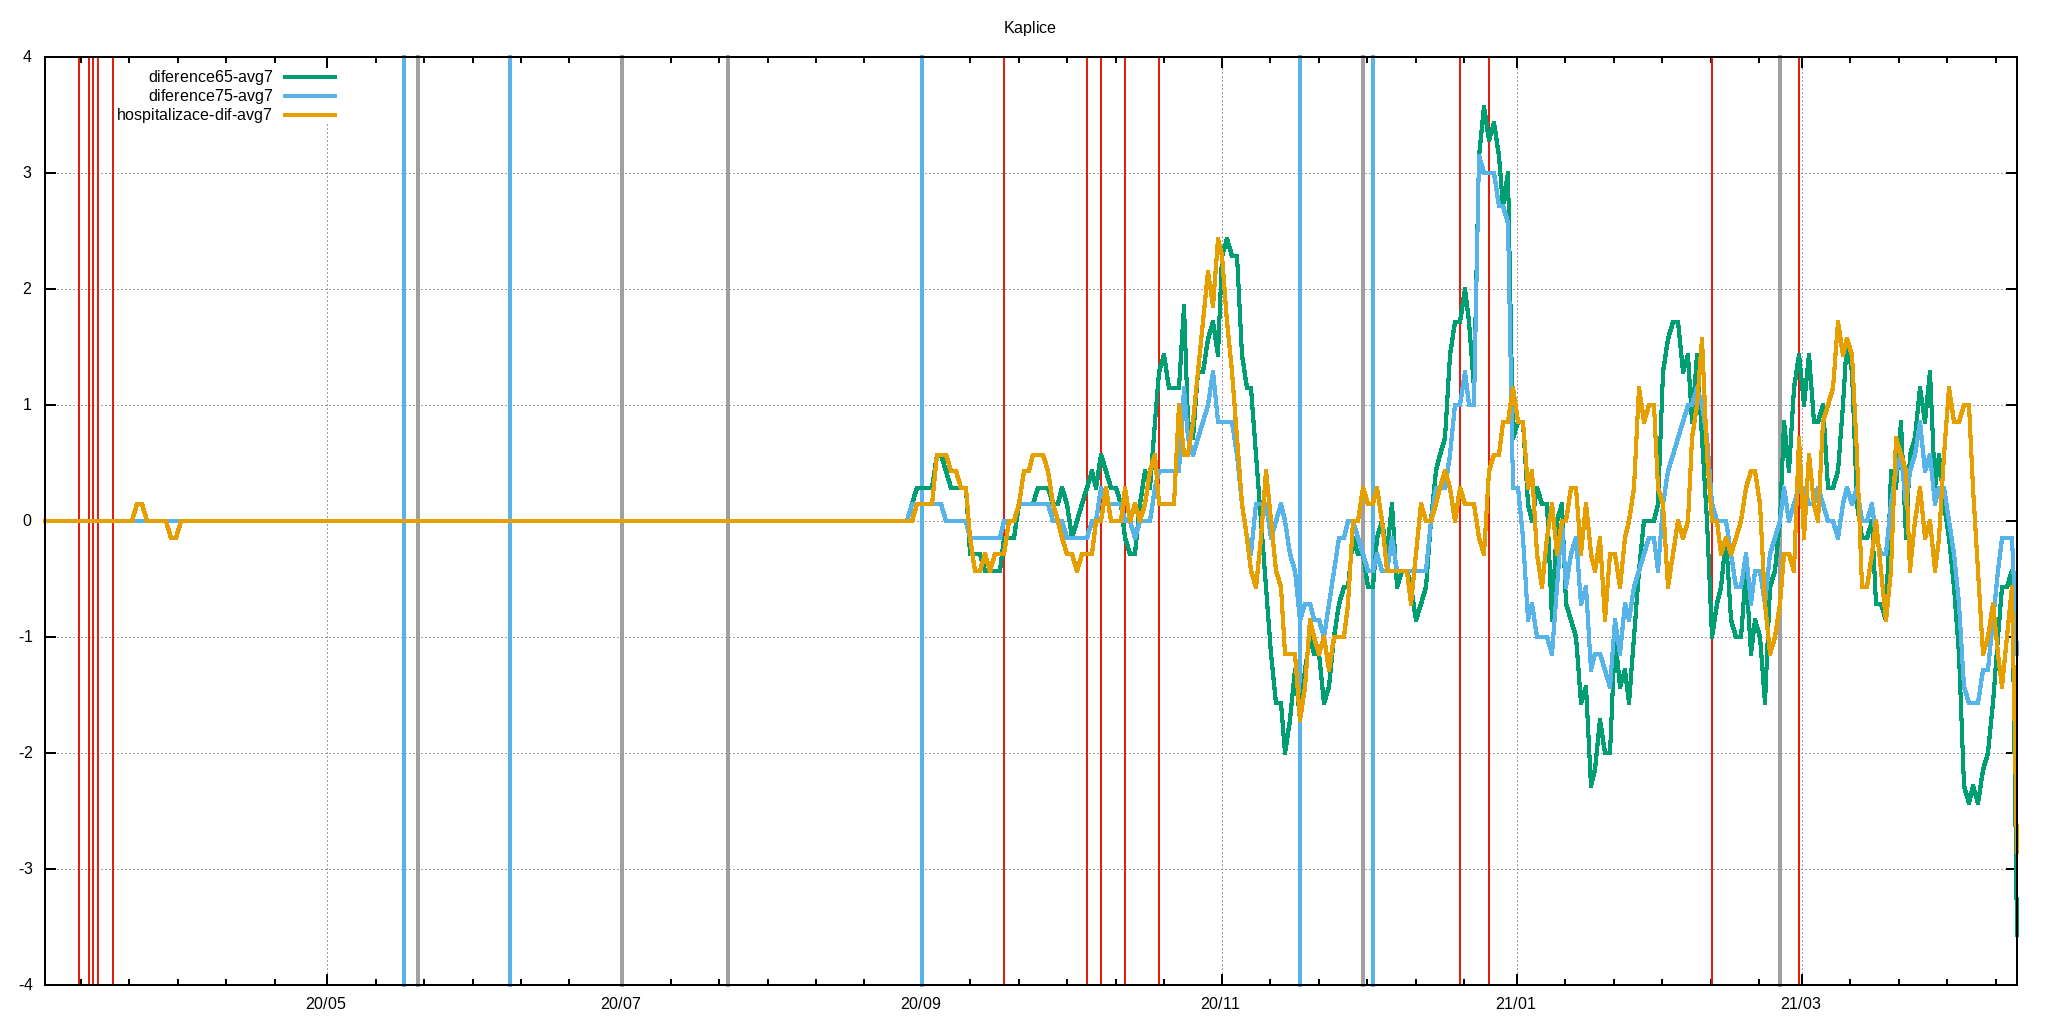 Kaplice
4
diference65-avg7
diference75-avg7
hospitalizace-dif-avg7
3
2
1
0
-1
-2
-3
-4
20/05 20/07 20/09 20/11 21/01 21/03